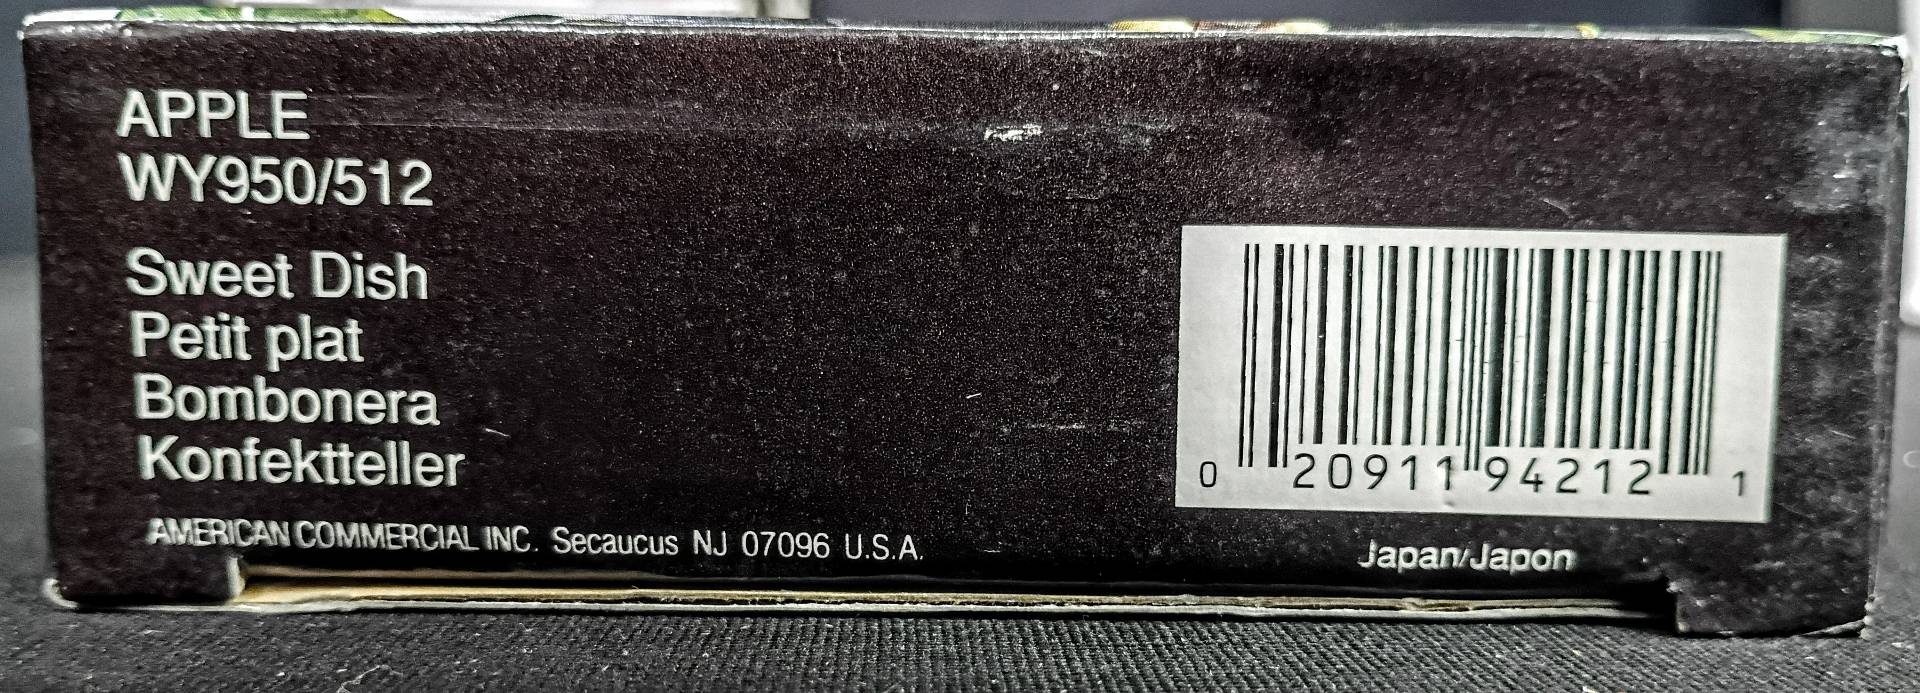 APPLE
WY950/512
Sweet Dish
Petit plat
Bombonera
Konfektteller
AMERICAN COMMERCIAL INC. Secaucus NJ 07096 U.S.A.
0 20911 94212 1
Japan/Japon